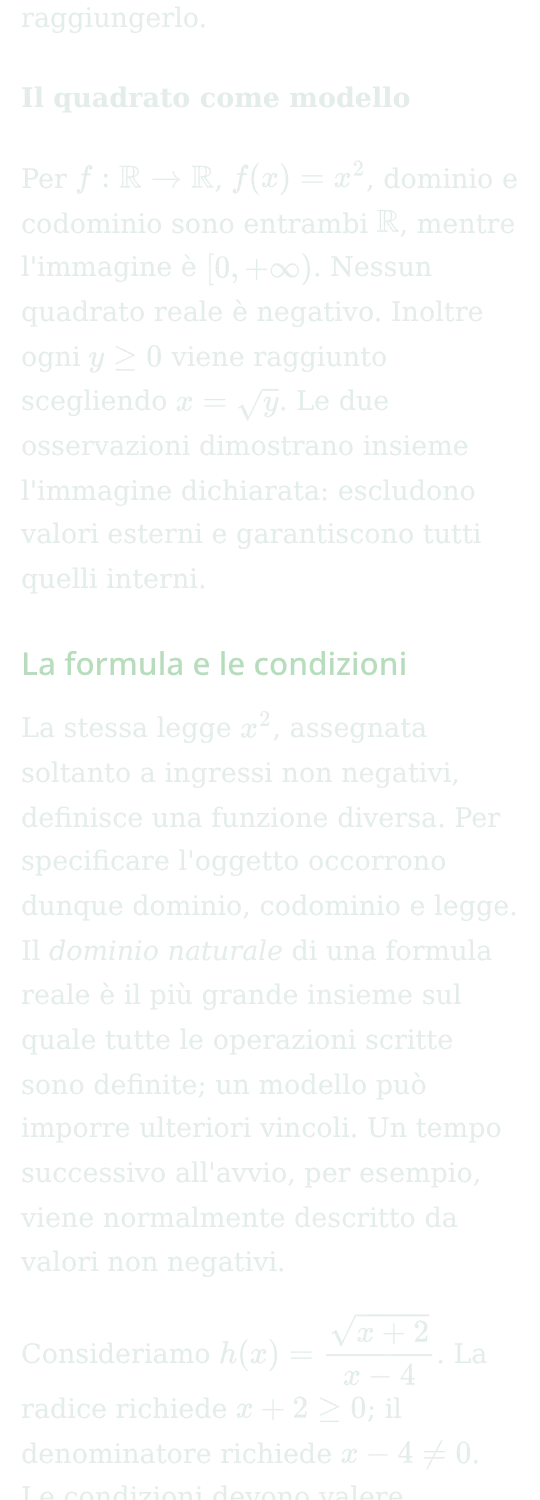 raggiungerlo.
Il quadrato come modello
Per f : ℝ → ℝ, f(x) = x², dominio e
codominio sono entrambi ℝ, mentre
l'immagine è [0, +∞). Nessun
quadrato reale è negativo. Inoltre
ogni y ≥ 0 viene raggiunto
scegliendo x = √y. Le due
osservazioni dimostrano insieme
l'immagine dichiarata: escludono
valori esterni e garantiscono tutti
quelli interni.
La formula e le condizioni
La stessa legge x², assegnata
soltanto a ingressi non negativi,
definisce una funzione diversa. Per
specificare l'oggetto occorrono
dunque dominio, codominio e legge.
Il dominio naturale di una formula
reale è il più grande insieme sul
quale tutte le operazioni scritte
sono definite; un modello può
imporre ulteriori vincoli. Un tempo
successivo all'avvio, per esempio,
viene normalmente descritto da
valori non negativi.
Consideriamo h(x) = √(x + 2) / (x − 4). La
radice richiede x + 2 ≥ 0; il
denominatore richiede x − 4 ≠ 0.
Le condizioni devono valere